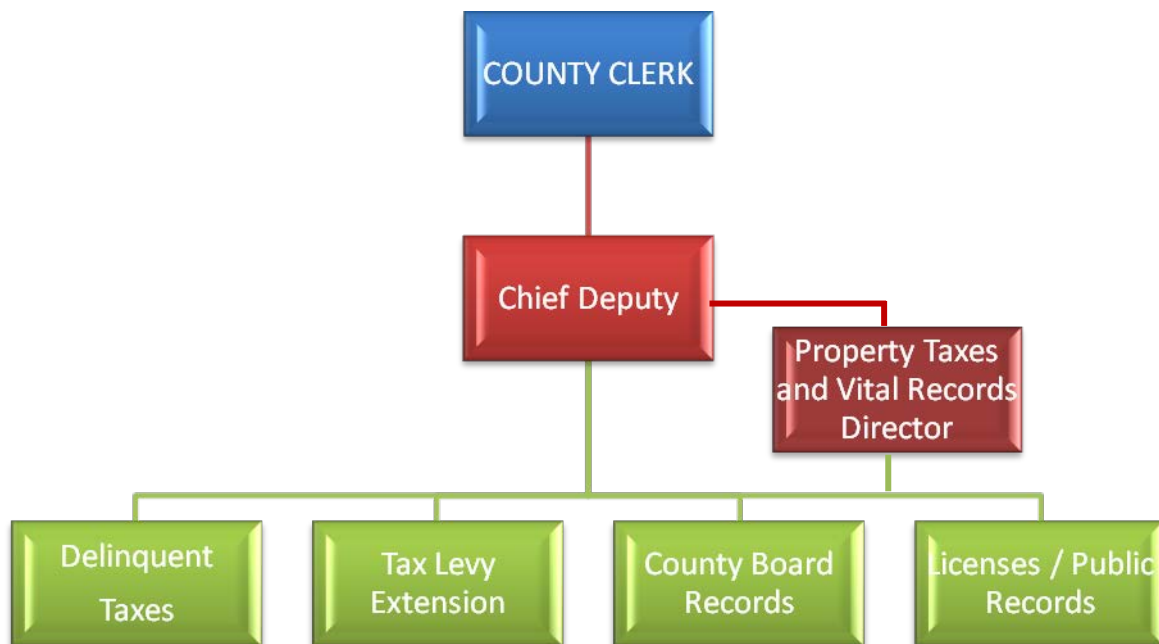 COUNTY CLERK
Chief Deputy
Property Taxes
and Vital Records
Director
Delinquent
Taxes
Tax Levy
Extension
County Board
Records
Licenses / Public
Records